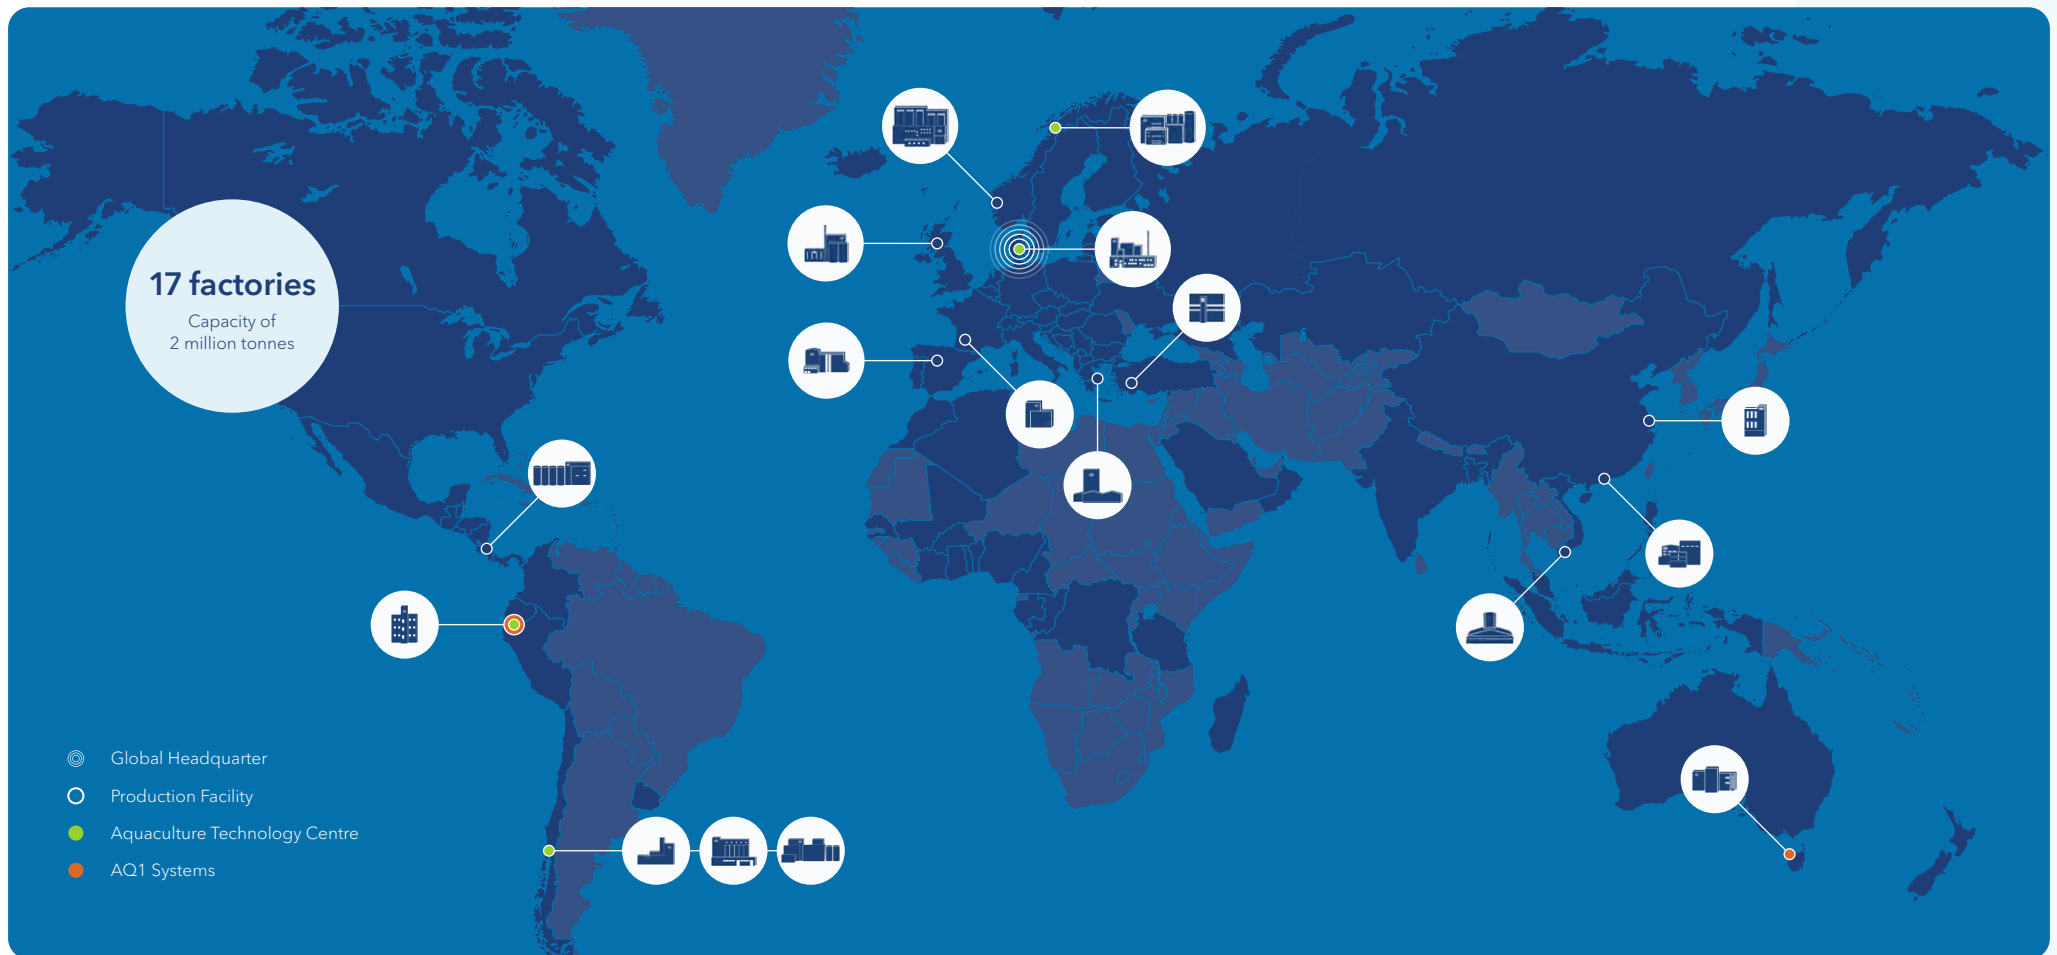 17 factories
Capacity of
2 million tonnes
Global Headquarter
Production Facility
Aquaculture Technology Centre
AQ1 Systems